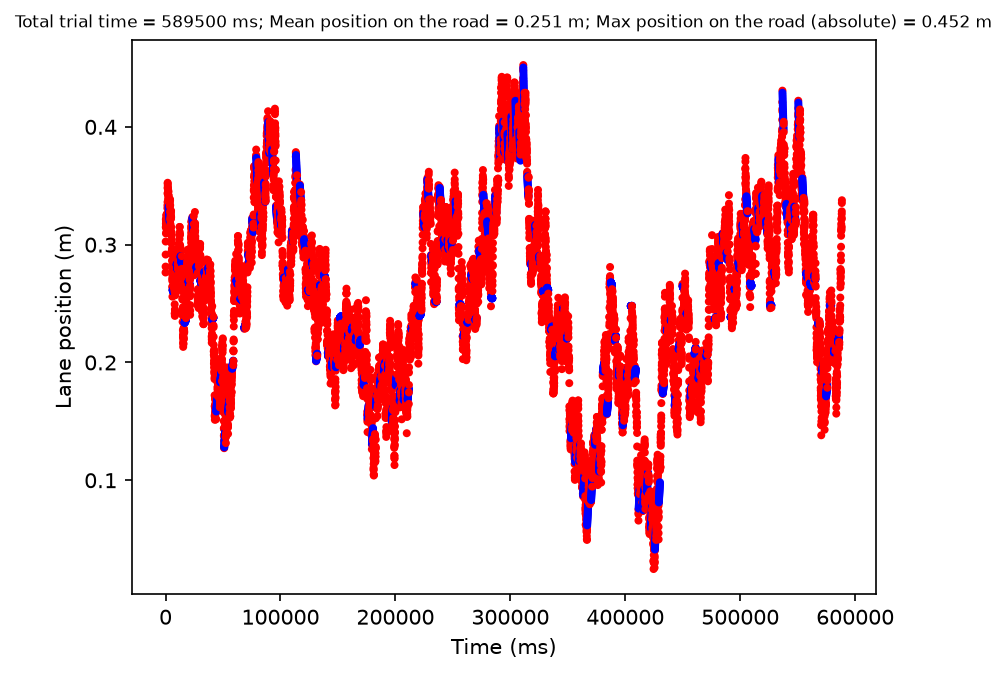 Total trial time = 589500 ms; Mean position on the road = 0.251 m; Max position on the road (absolute) = 0.452 m
0.4
0.3
0.2
0.1
Lane position (m)
0 100000 200000 300000 400000 500000 600000
Time (ms)